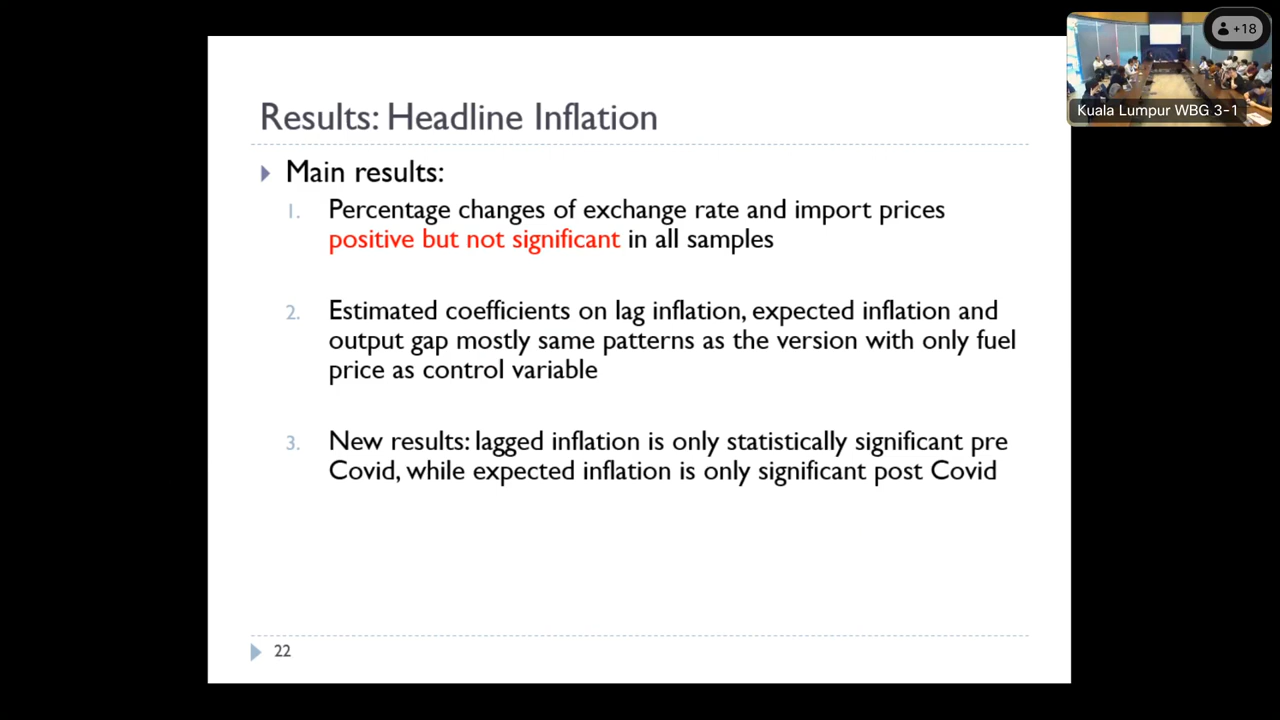 Results: Headline Inflation
Main results:
1. Percentage changes of exchange rate and import prices
positive but not significant in all samples
2. Estimated coefficients on lag inflation, expected inflation and
output gap mostly same patterns as the version with only fuel
price as control variable
3. New results: lagged inflation is only statistically significant pre
Covid, while expected inflation is only significant post Covid
22
+18
Kuala Lumpur WBG 3-1